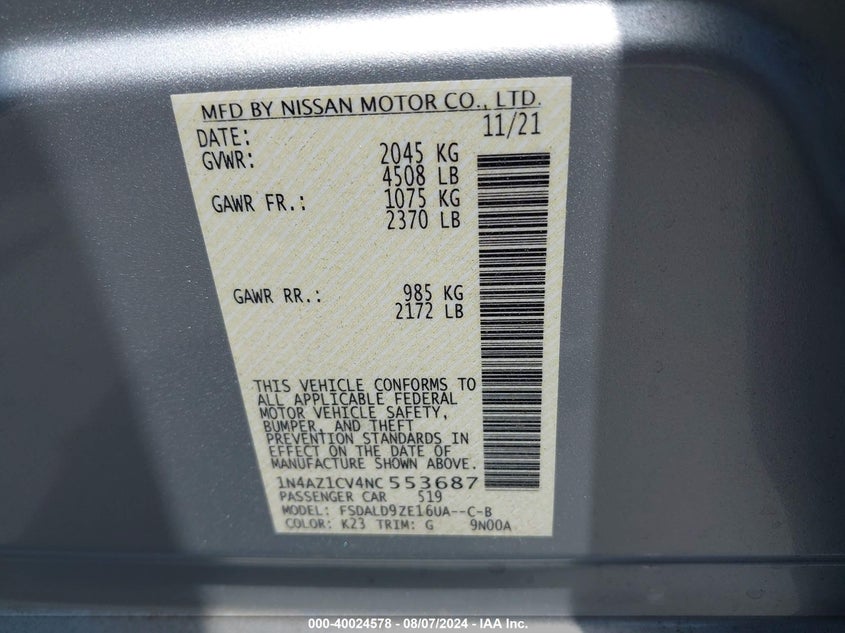 MFD BY NISSAN MOTOR CO., LTD.
DATE: 11/21
GVWR: 2045 KG
4508 LB
GAWR FR.: 1075 KG
2370 LB
GAWR RR.: 985 KG
2172 LB
THIS VEHICLE CONFORMS TO
ALL APPLICABLE FEDERAL
MOTOR VEHICLE SAFETY,
BUMPER, AND THEFT
PREVENTION STANDARDS IN
EFFECT ON THE DATE OF
MANUFACTURE SHOWN ABOVE.
1N4AZ1CV4NC553687
PASSENGER CAR 519
MODEL: FSDALD9ZE16UA--C-B
COLOR: K23 TRIM: G 9N00A
000-40024578 - 08/07/2024 - IAA Inc.